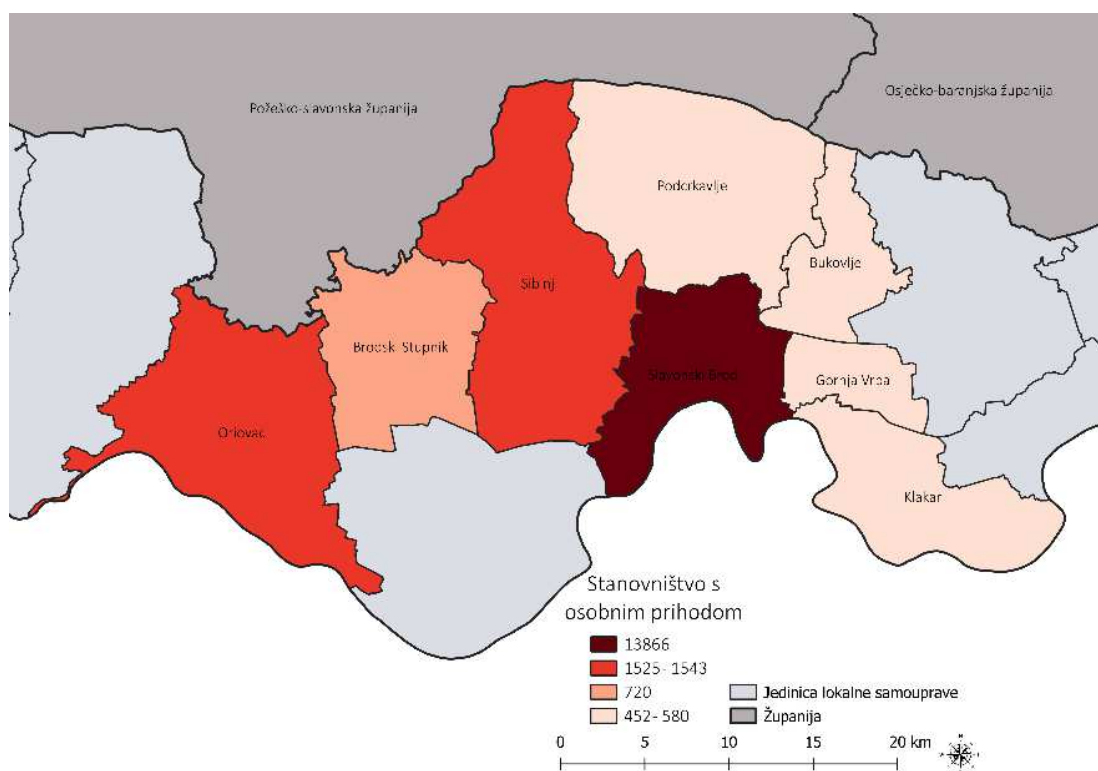 Požeško-slavonska županija
Osječko-baranjska županija
Podcrkavlje
Bukovlje
Sibinj
Brodski Stupnik
Slavonski Brod
Gornja Vrba
Oriovac
Klakar
Stanovništvo s
osobnim prihodom
13866
1525- 1543
720
452- 580
Jedinica lokalne samouprave
Županija
0 5 10 15 20 km